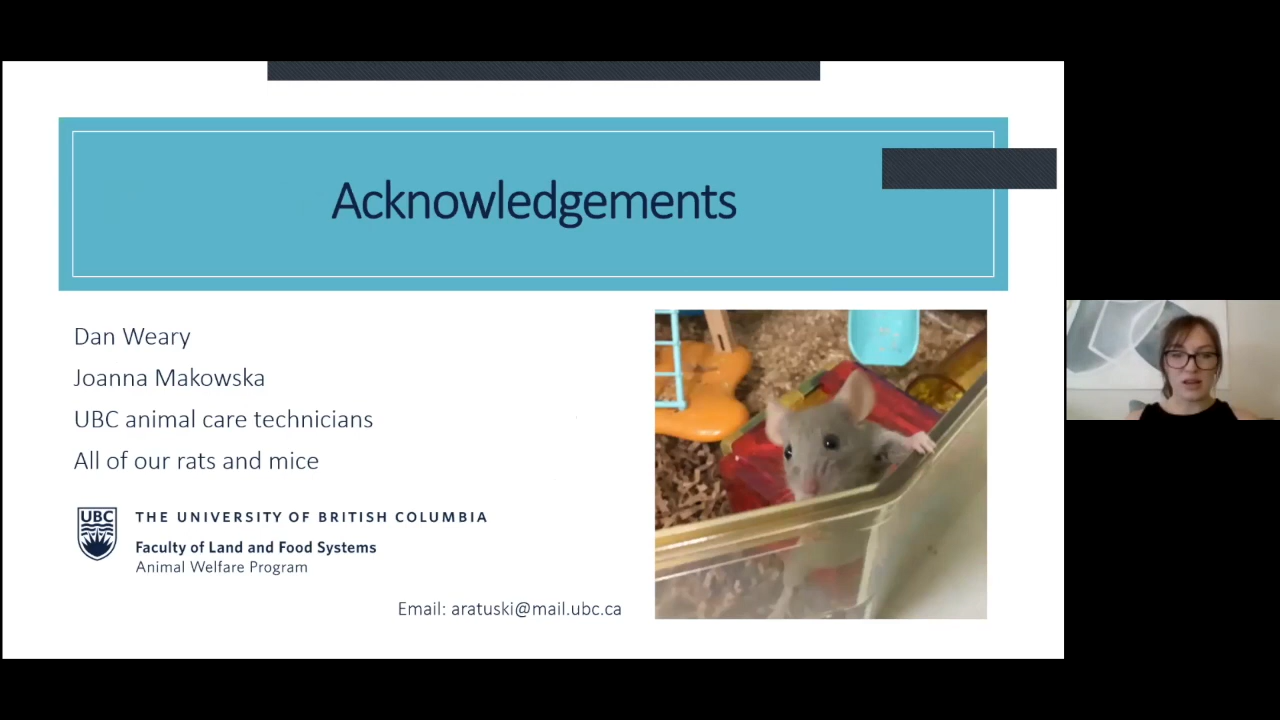 Acknowledgements
Dan Weary
Joanna Makowska
UBC animal care technicians
All of our rats and mice
UBC
THE UNIVERSITY OF BRITISH COLUMBIA
Faculty of Land and Food Systems
Animal Welfare Program
Email: aratuski@mail.ubc.ca